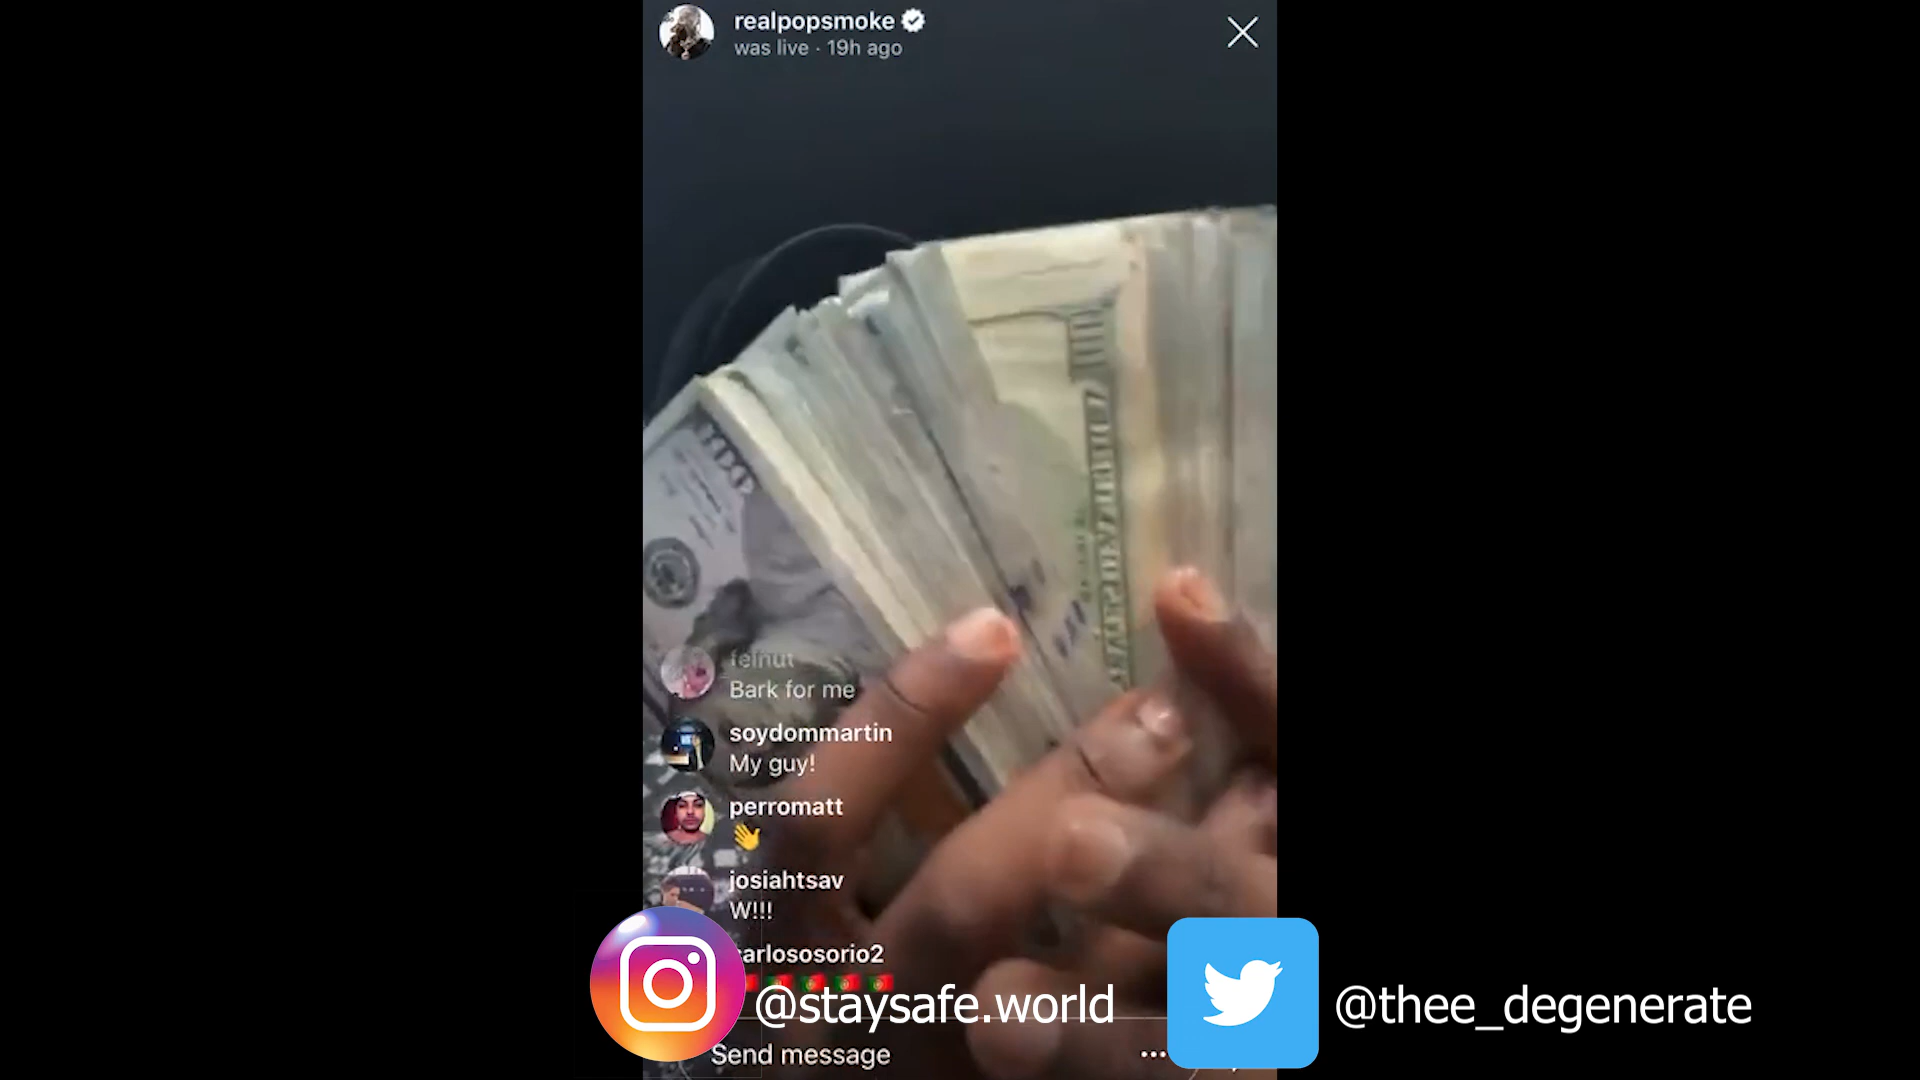 realpopsmoke
was live · 19h ago
felnut
Bark for me
soydommartin
My guy!
perromatt
👋
josiahtsav
W!!!
arlososorio2
🇵🇹🇵🇹🇵🇹🇵🇹
@staysafe.world
@thee_degenerate
Send message